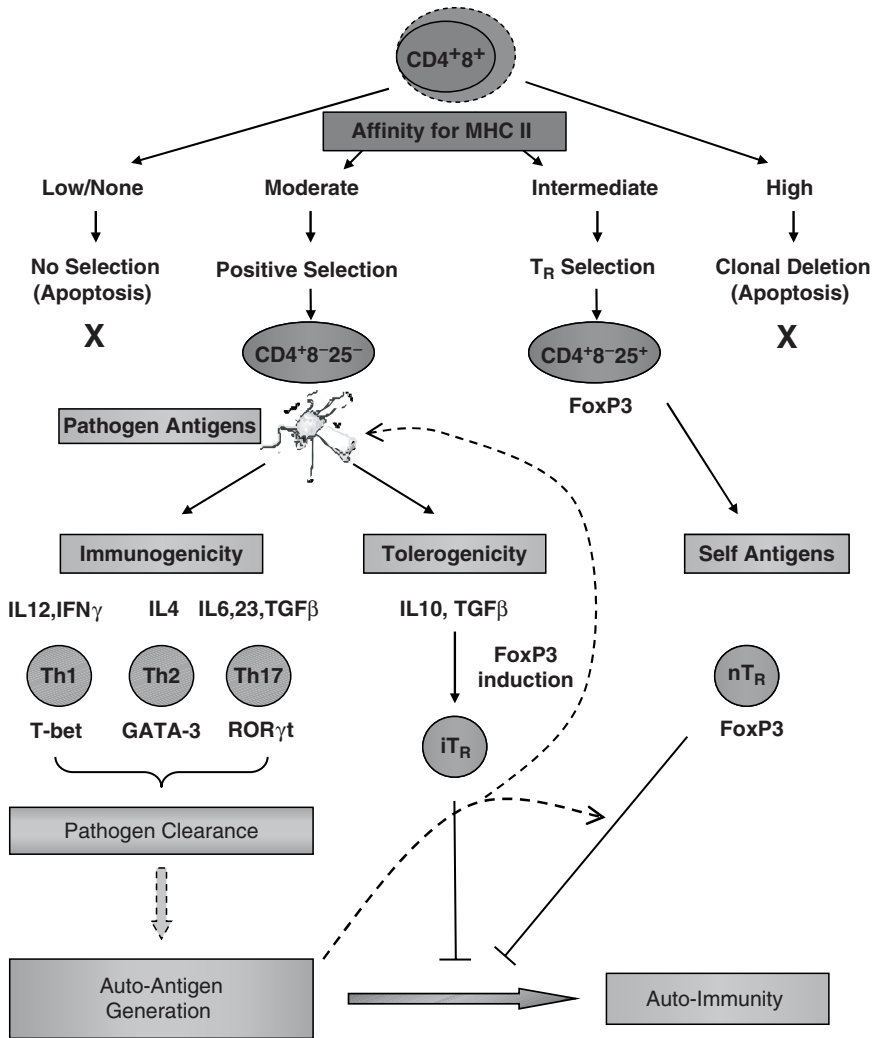 CD4+8+
Affinity for MHC II
Low/None Moderate Intermediate High
No Selection
(Apoptosis)
Positive Selection
TR Selection
Clonal Deletion
(Apoptosis)
X
X
CD4+8−25−
CD4+8−25+
FoxP3
Pathogen Antigens
Immunogenicity
Tolerogenicity
Self Antigens
IL12,IFNγ IL4 IL6,23,TGFβ
IL10, TGFβ
FoxP3
induction
Th1 Th2 Th17
nTR
T-bet GATA-3 RORγt
FoxP3
iTR
Pathogen Clearance
Auto-Antigen
Generation
Auto-Immunity